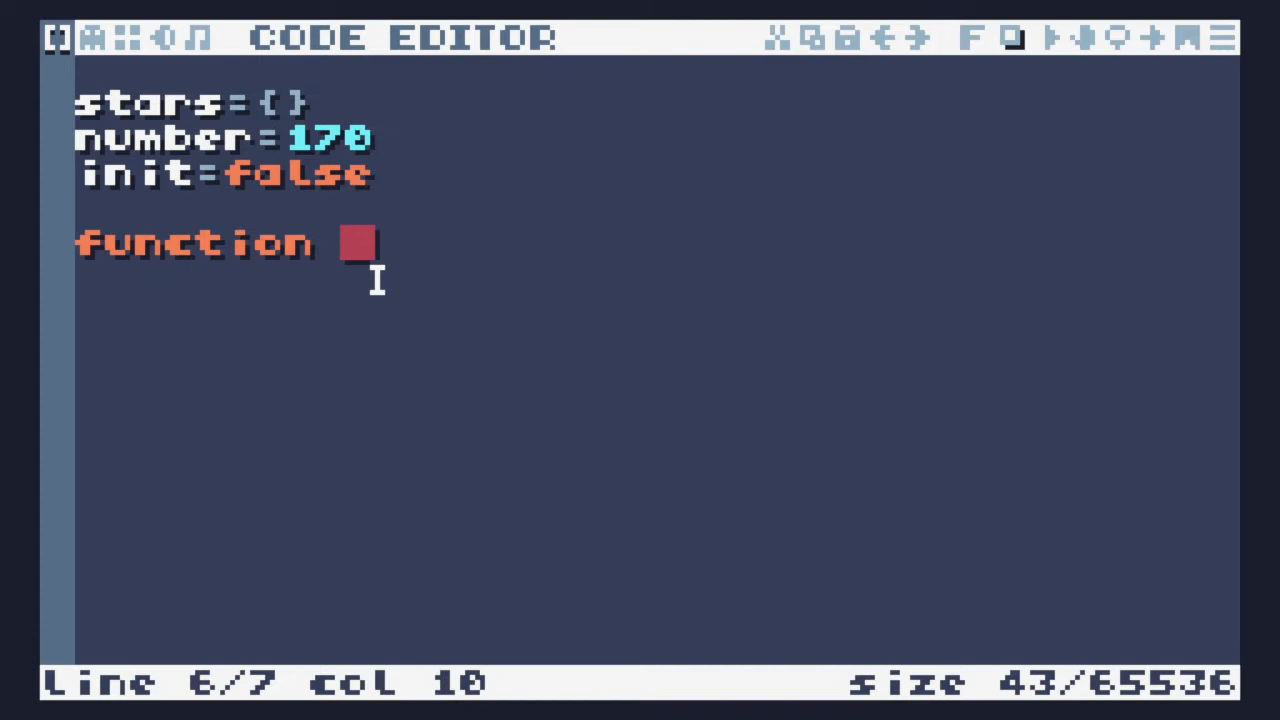 CODE EDITOR F
stars={}
number=170
init=false
function
line 6/7 col 10 size 43/65536